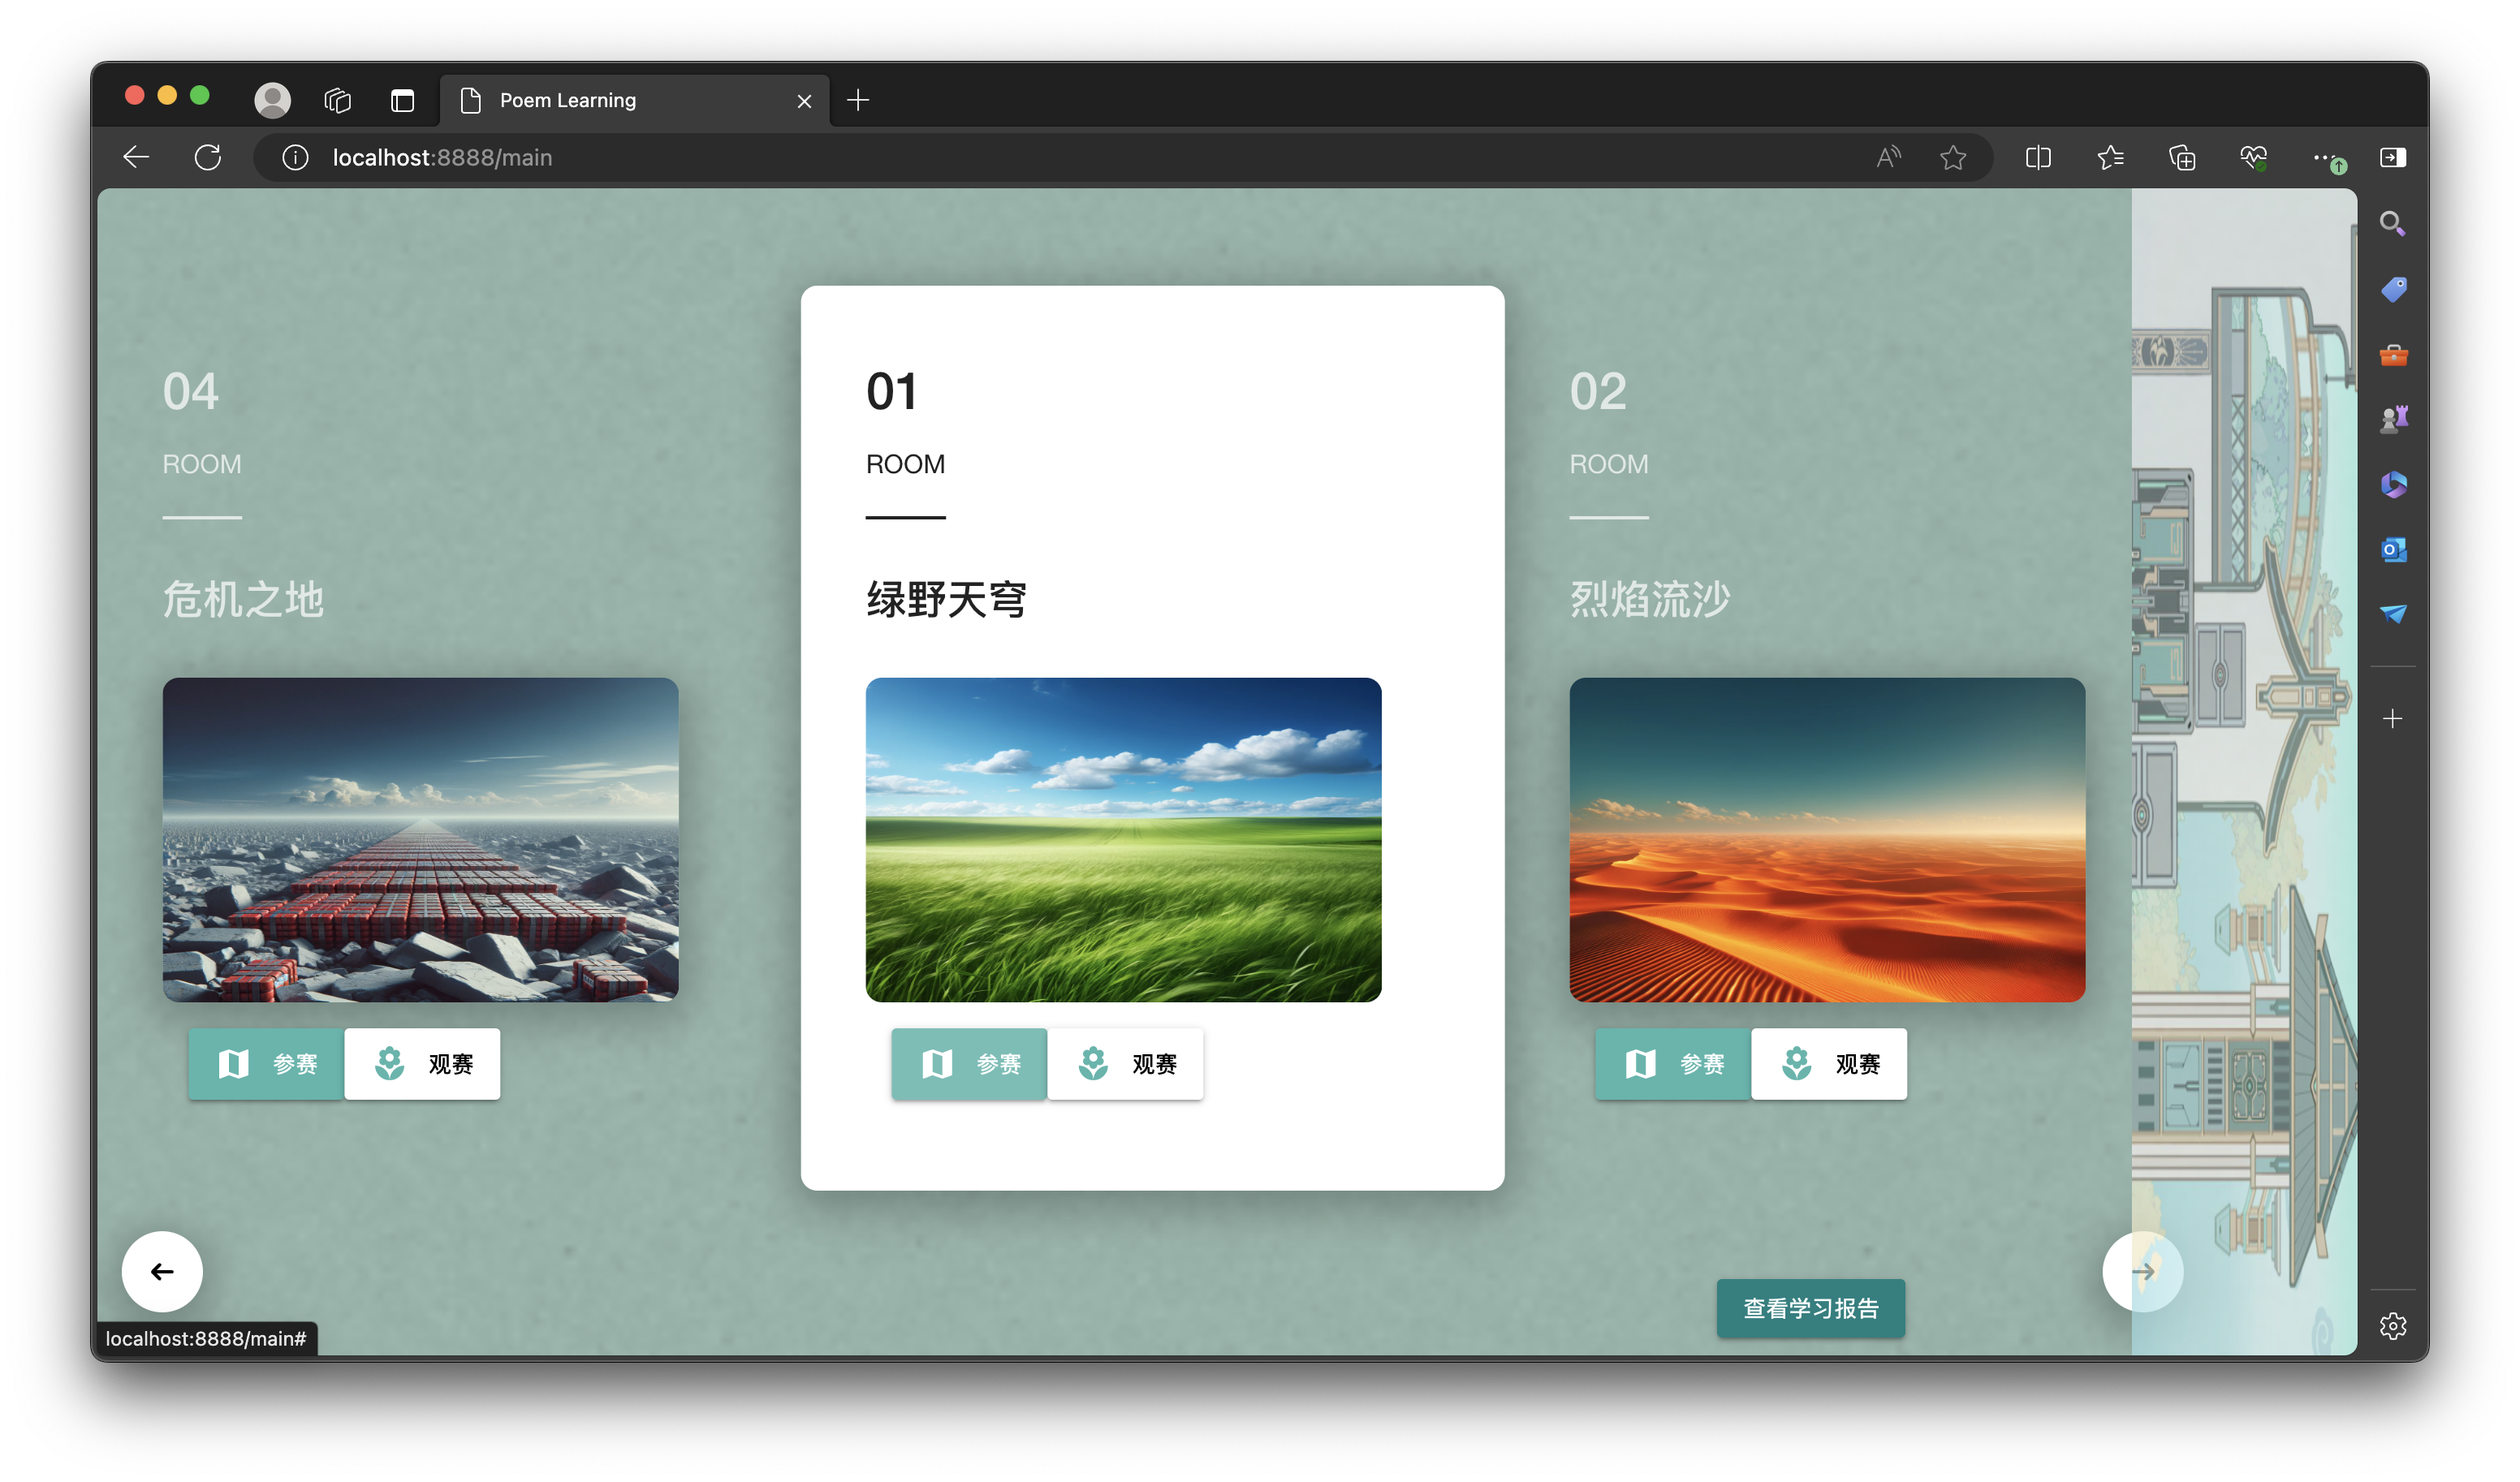 Poem Learning
localhost:8888/main
04
ROOM
危机之地
参赛
观赛
01
ROOM
绿野天穹
参赛
观赛
02
ROOM
烈焰流沙
参赛
观赛
查看学习报告
localhost:8888/main#